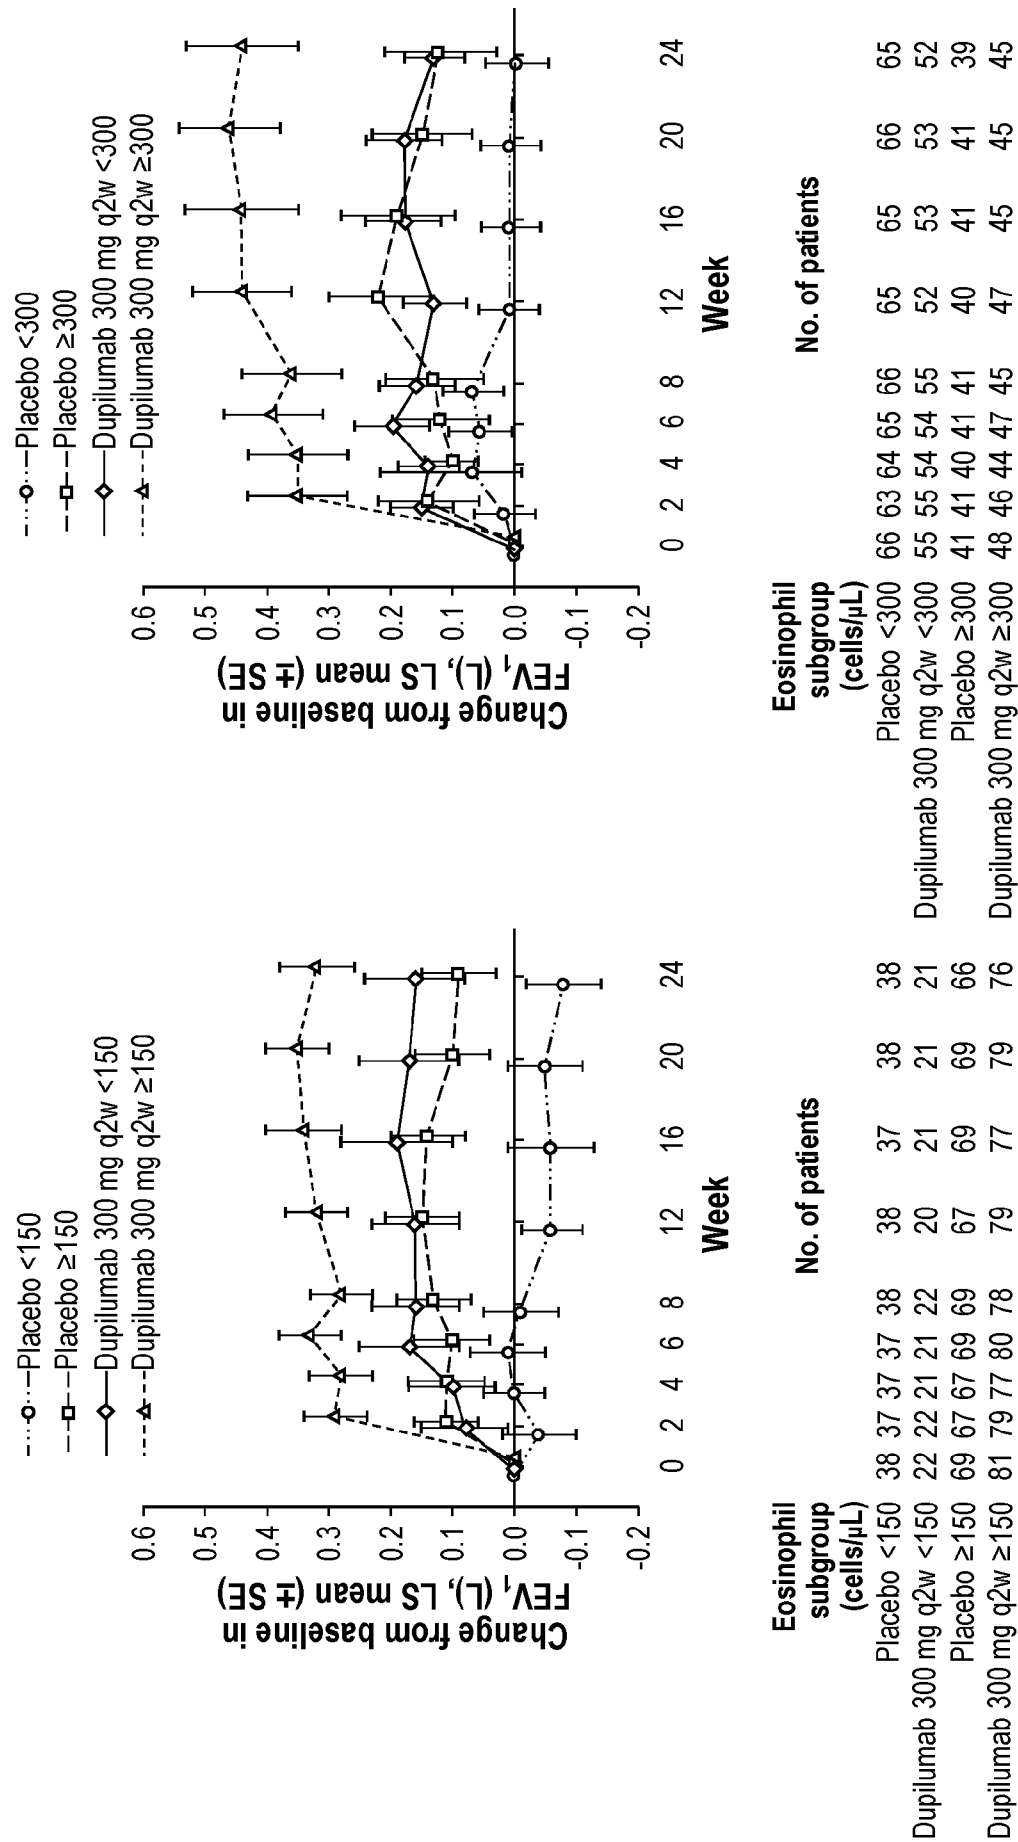 Placebo <150
Placebo ≥150
Dupilumab 300 mg q2w <150
Dupilumab 300 mg q2w ≥150
Change from baseline in
FEV1 (L), LS mean (± SE)
0.6
0.5
0.4
0.3
0.2
0.1
0.0
-0.1
-0.2
0 2 4 6 8 12 16 20 24
Week
Eosinophil
subgroup
(cells/µL)
No. of patients
Placebo <150 38 37 37 37 38 38 37 38 38
Dupilumab 300 mg q2w <150 22 22 21 21 22 20 21 21 21
Placebo ≥150 69 67 67 69 69 67 69 69 66
Dupilumab 300 mg q2w ≥150 81 79 77 80 78 79 77 79 76
Placebo <300
Placebo ≥300
Dupilumab 300 mg q2w <300
Dupilumab 300 mg q2w ≥300
Change from baseline in
FEV1 (L), LS mean (± SE)
0.6
0.5
0.4
0.3
0.2
0.1
0.0
-0.1
-0.2
0 2 4 6 8 12 16 20 24
Week
Eosinophil
subgroup
(cells/µL)
No. of patients
Placebo <300 66 63 64 65 66 65 65 66 65
Dupilumab 300 mg q2w <300 55 55 54 54 55 52 53 53 52
Placebo ≥300 41 41 40 41 41 40 41 41 39
Dupilumab 300 mg q2w ≥300 48 46 44 47 45 47 45 45 45